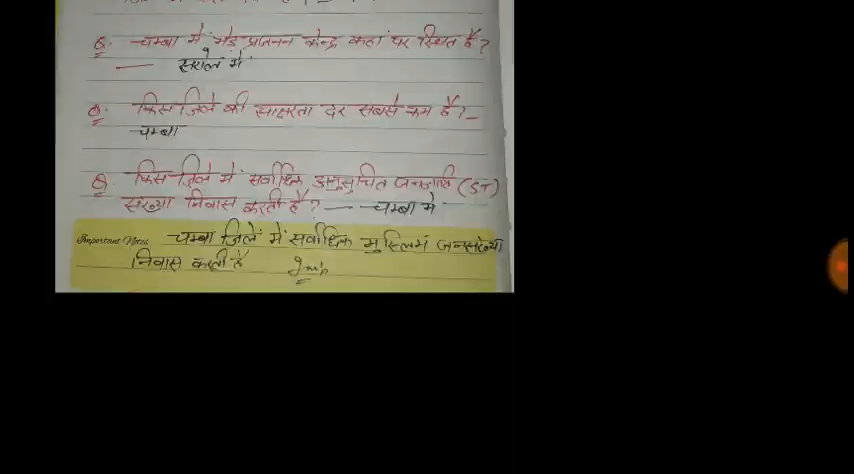 Q. चम्बा में भेड़ प्रजनन केन्द्र कहां पर स्थित है?
— सरोल में
Q. किस जिले की साक्षरता दर सबसे कम है? –
चम्बा
Q. किस जिले में सर्वाधिक अनुसूचित जनजाति (ST)
संख्या निवास करती है? — चम्बा में
Important Notes चम्बा जिले में सर्वाधिक मुस्लिम जनसंख्या
निवास करती है Imp